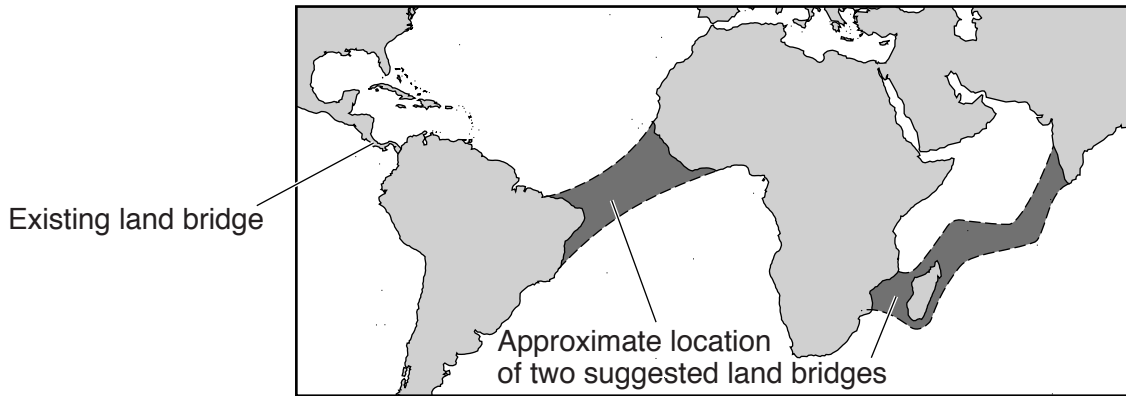 Existing land bridge
Approximate location
of two suggested land bridges